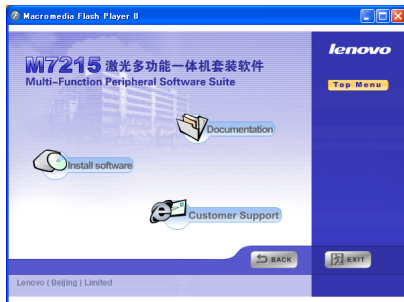 Macromedia Flash Player 8
lenovo
M7215 激光多功能一体机套装软件
Multi-Function Peripheral Software Suite
Top Menu
Documentation
Install software
Customer Support
BACK
EXIT
Lenovo ( Beijing ) Limited